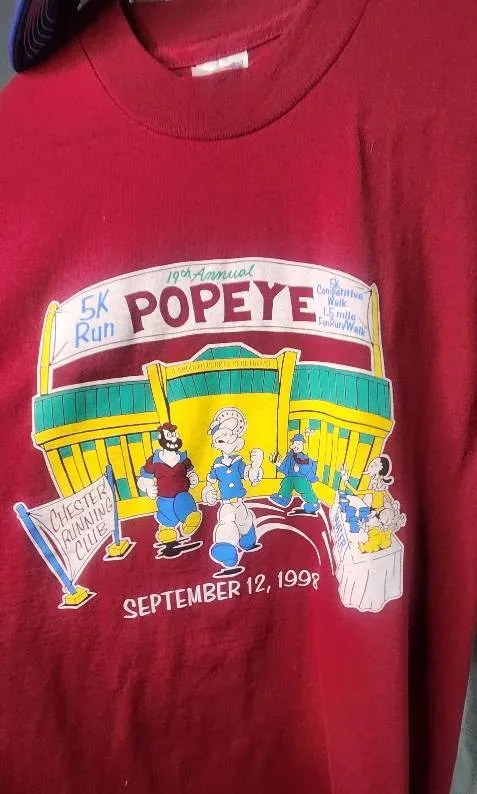 19th Annual
5K
Run
POPEYE
5K
Competitive
Walk
1.5 mile
Fun Run/Walk
CHESTER
RUNNING
CLUB
SEPTEMBER 12, 1998